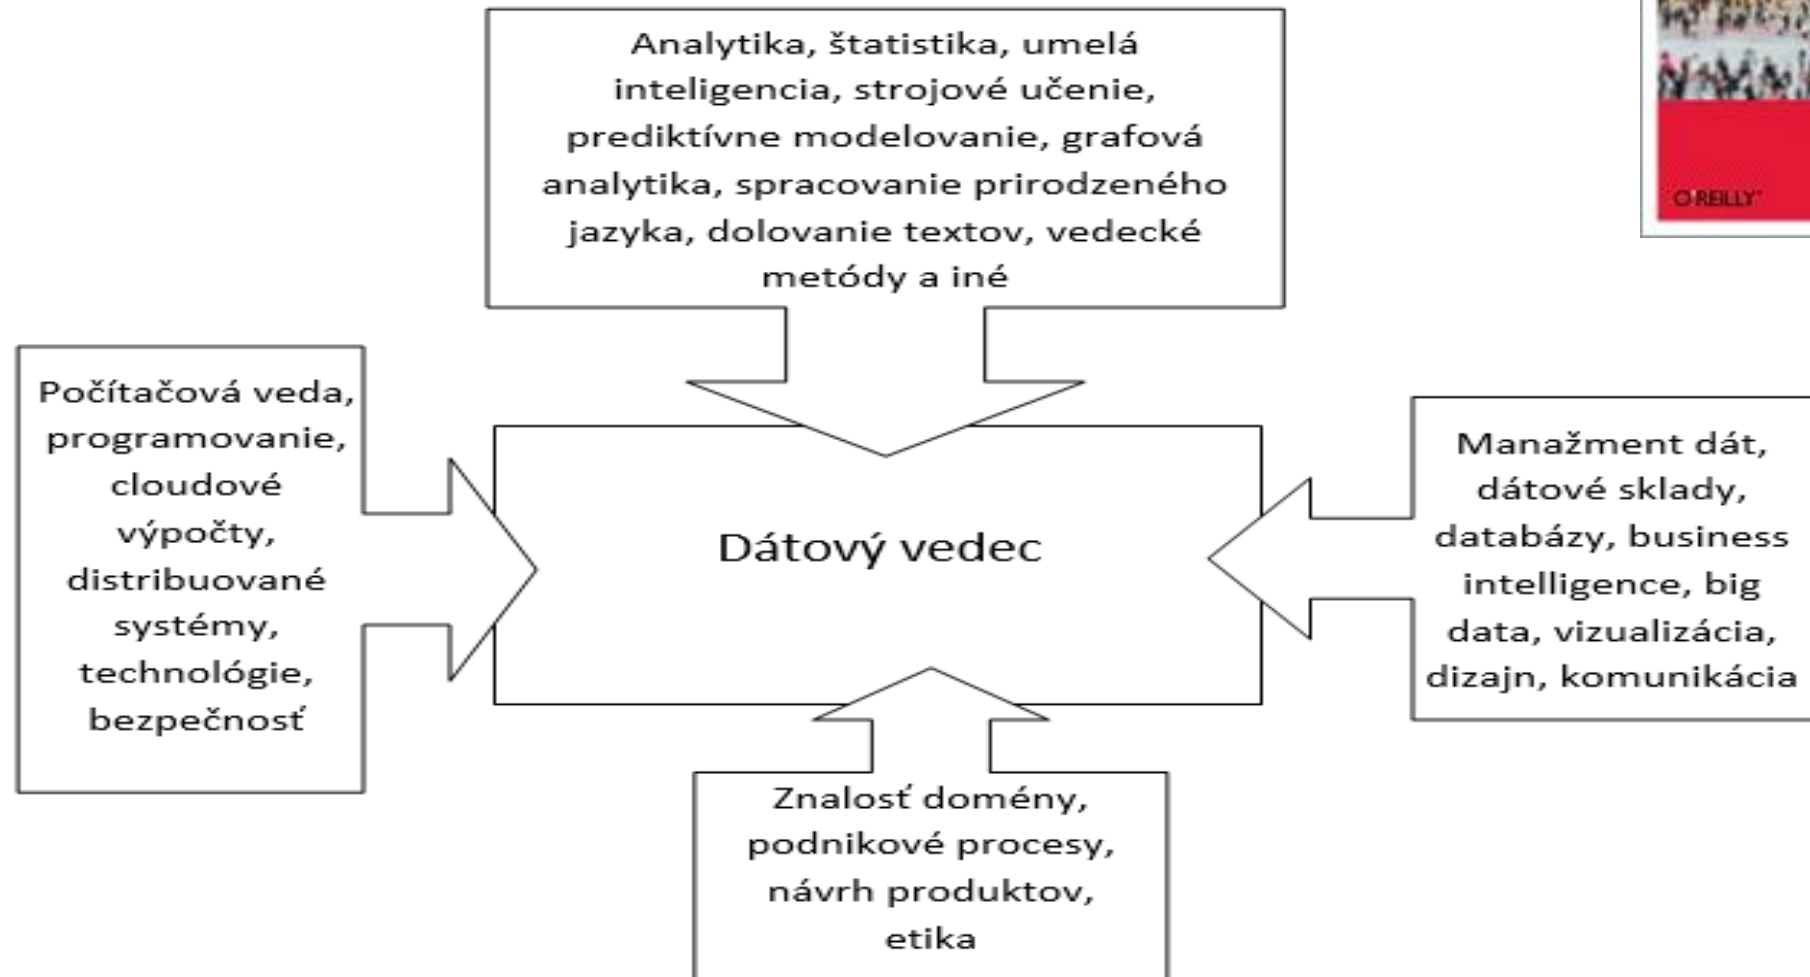 Analytika, štatistika, umelá
inteligencia, strojové učenie,
prediktívne modelovanie, grafová
analytika, spracovanie prirodzeného
jazyka, dolovanie textov, vedecké
metódy a iné
O'REILLY
Počítačová veda,
programovanie,
cloudové
výpočty,
distribuované
systémy,
technológie,
bezpečnosť
Dátový vedec
Manažment dát,
dátové sklady,
databázy, business
intelligence, big
data, vizualizácia,
dizajn, komunikácia
Znalosť domény,
podnikové procesy,
návrh produktov,
etika